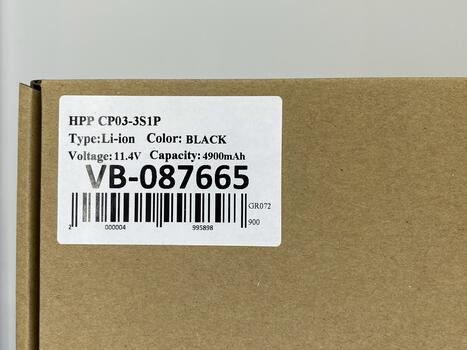 HPP CP03-3S1P
Type:Li-ion Color: BLACK
Voltage: 11.4V Capacity: 4900mAh
VB-087665
GR072
900
2 000004 995898